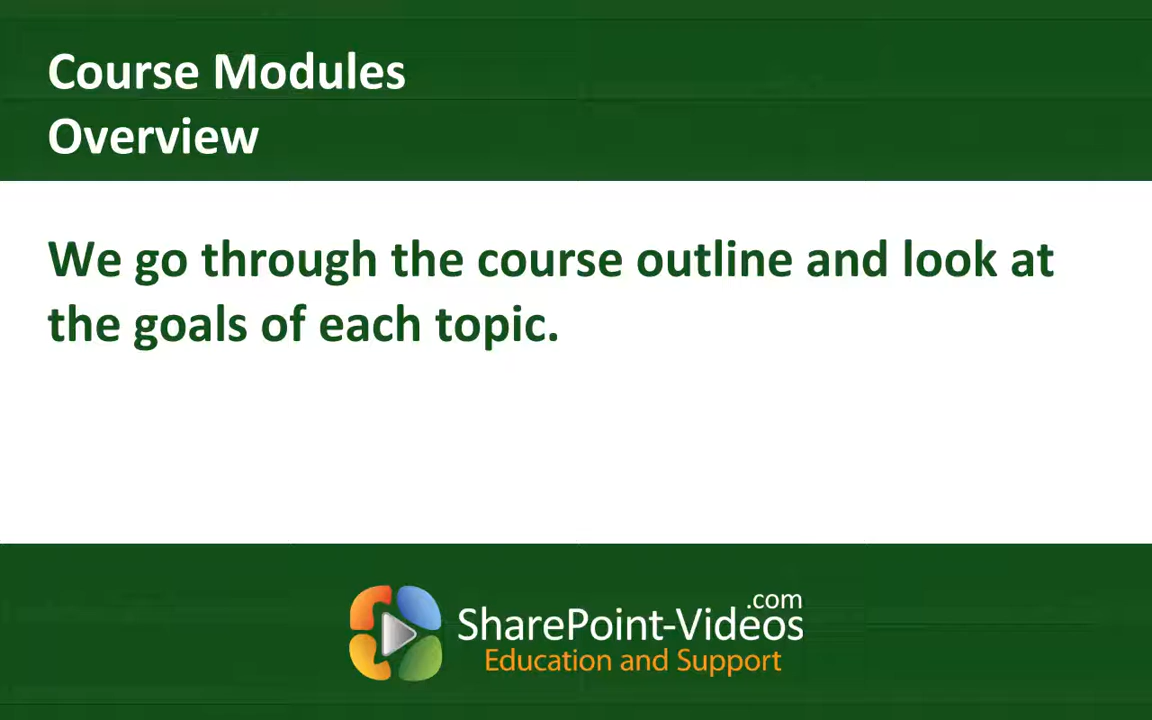 Course Modules
Overview
We go through the course outline and look at
the goals of each topic.
.com
SharePoint-Videos
Education and Support